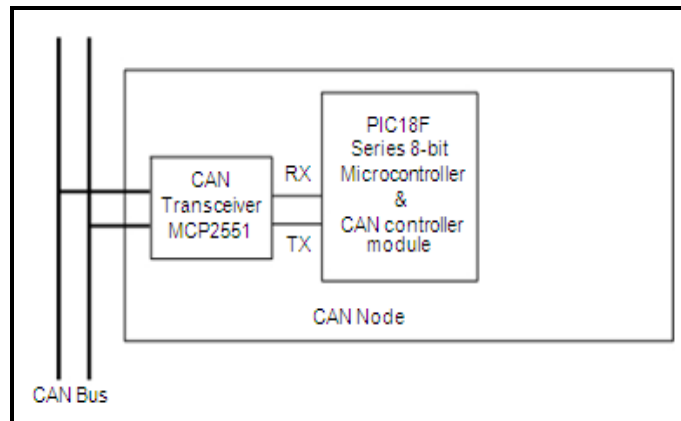 PIC18F
Series 8-bit
Microcontroller
&
CAN controller
module
CAN
Transceiver
MCP2551
RX
TX
CAN Node
CAN Bus